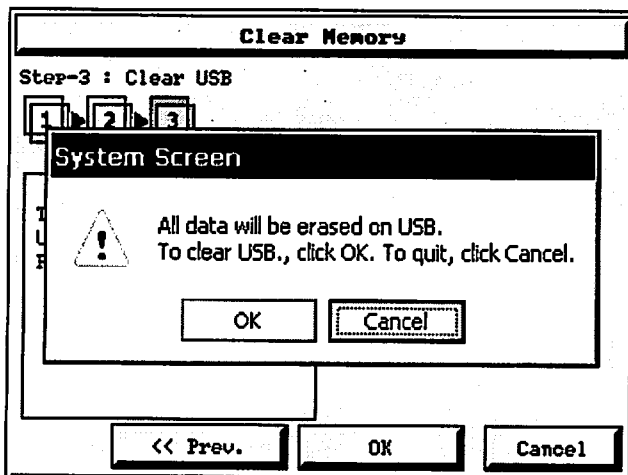 Clear Memory
Step-3 : Clear USB
1 2 3
System Screen
T
U
F
!
All data will be erased on USB.
To clear USB., click OK. To quit, click Cancel.
OK
Cancel
<< Prev.
OK
Cancel